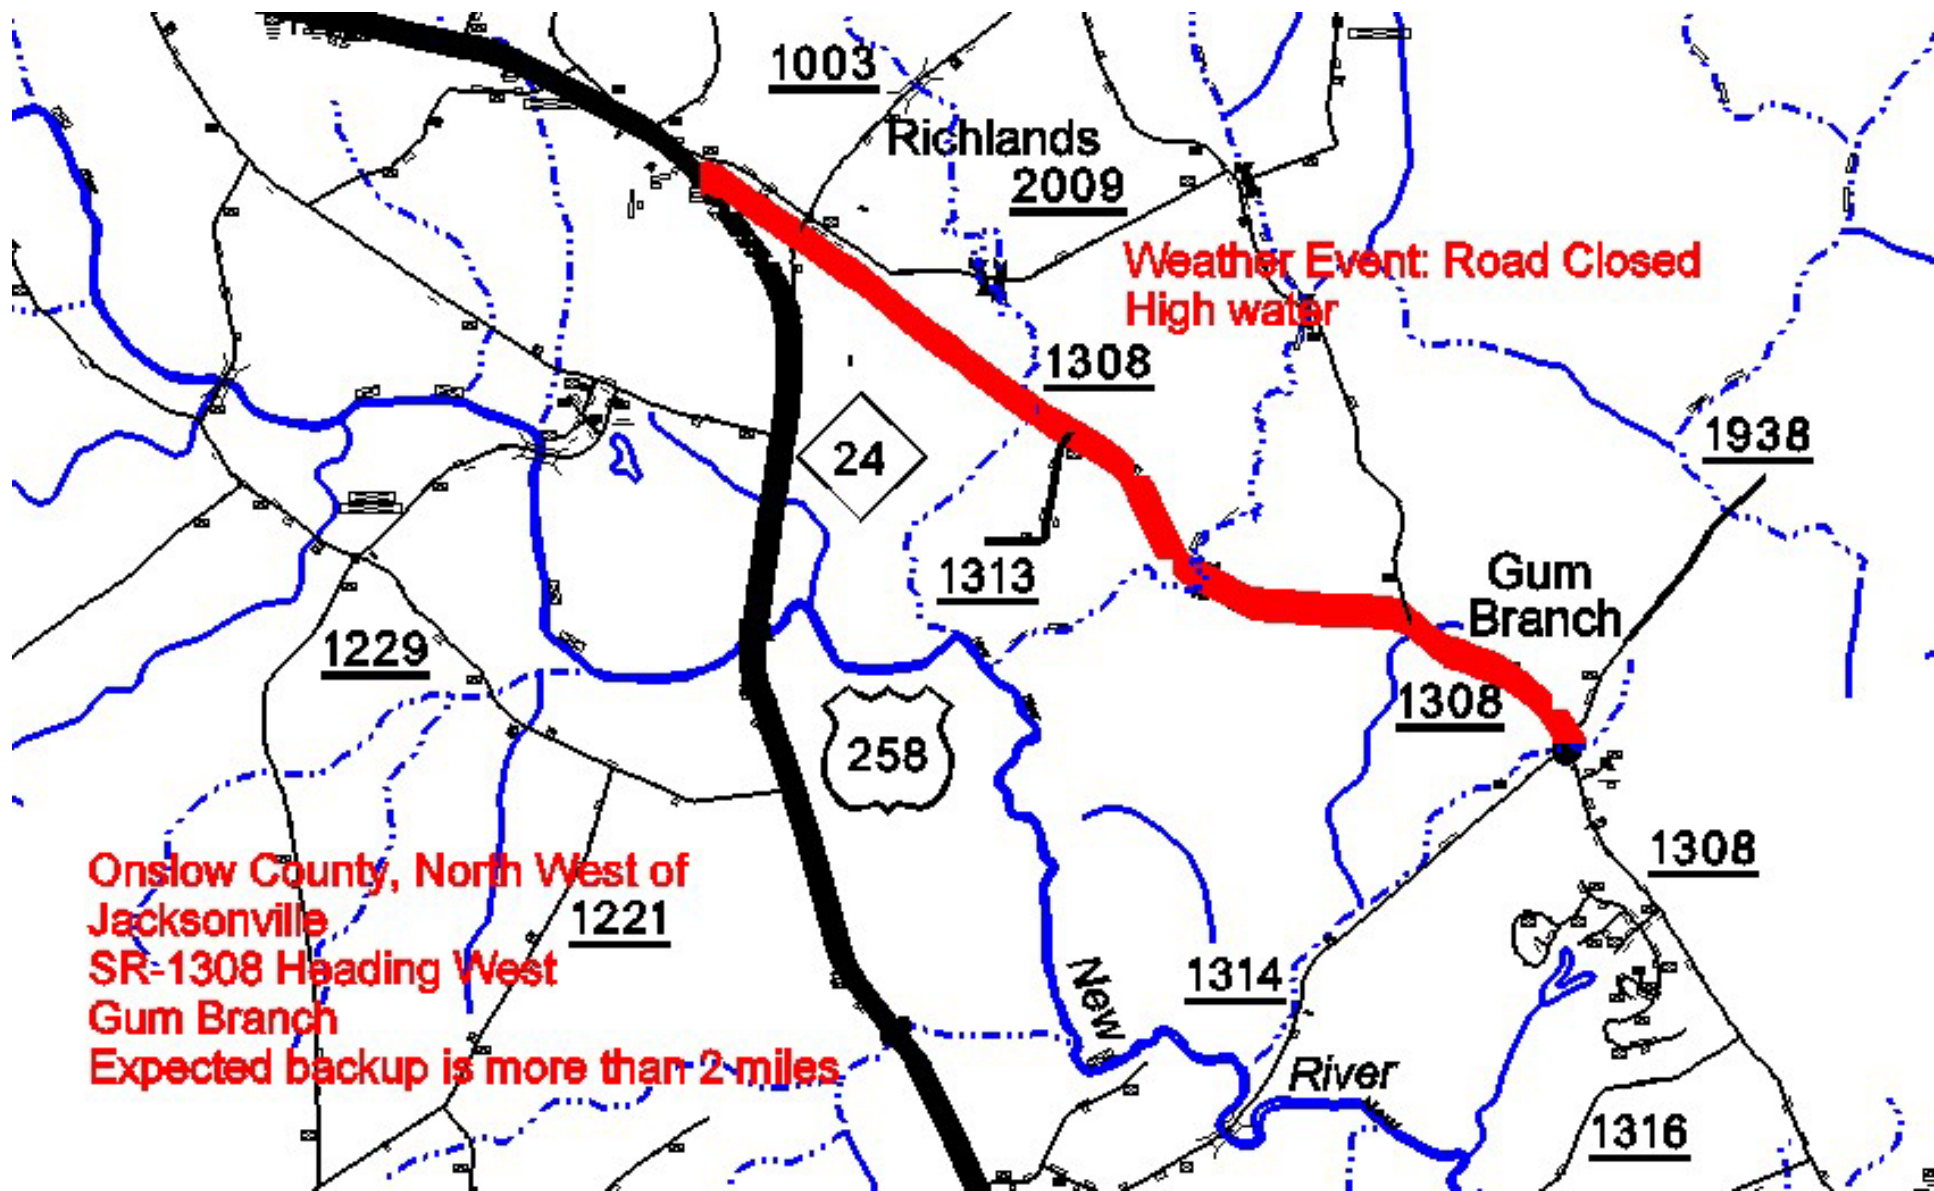 1003
Richlands
2009
Weather Event: Road Closed
High water
1308
1938
24
1313
Gum
Branch
1229
1308
258
1308
Onslow County, North West of
Jacksonville
SR-1308 Heading West
Gum Branch
Expected backup is more than 2 miles
1221
1314
New
River
1316